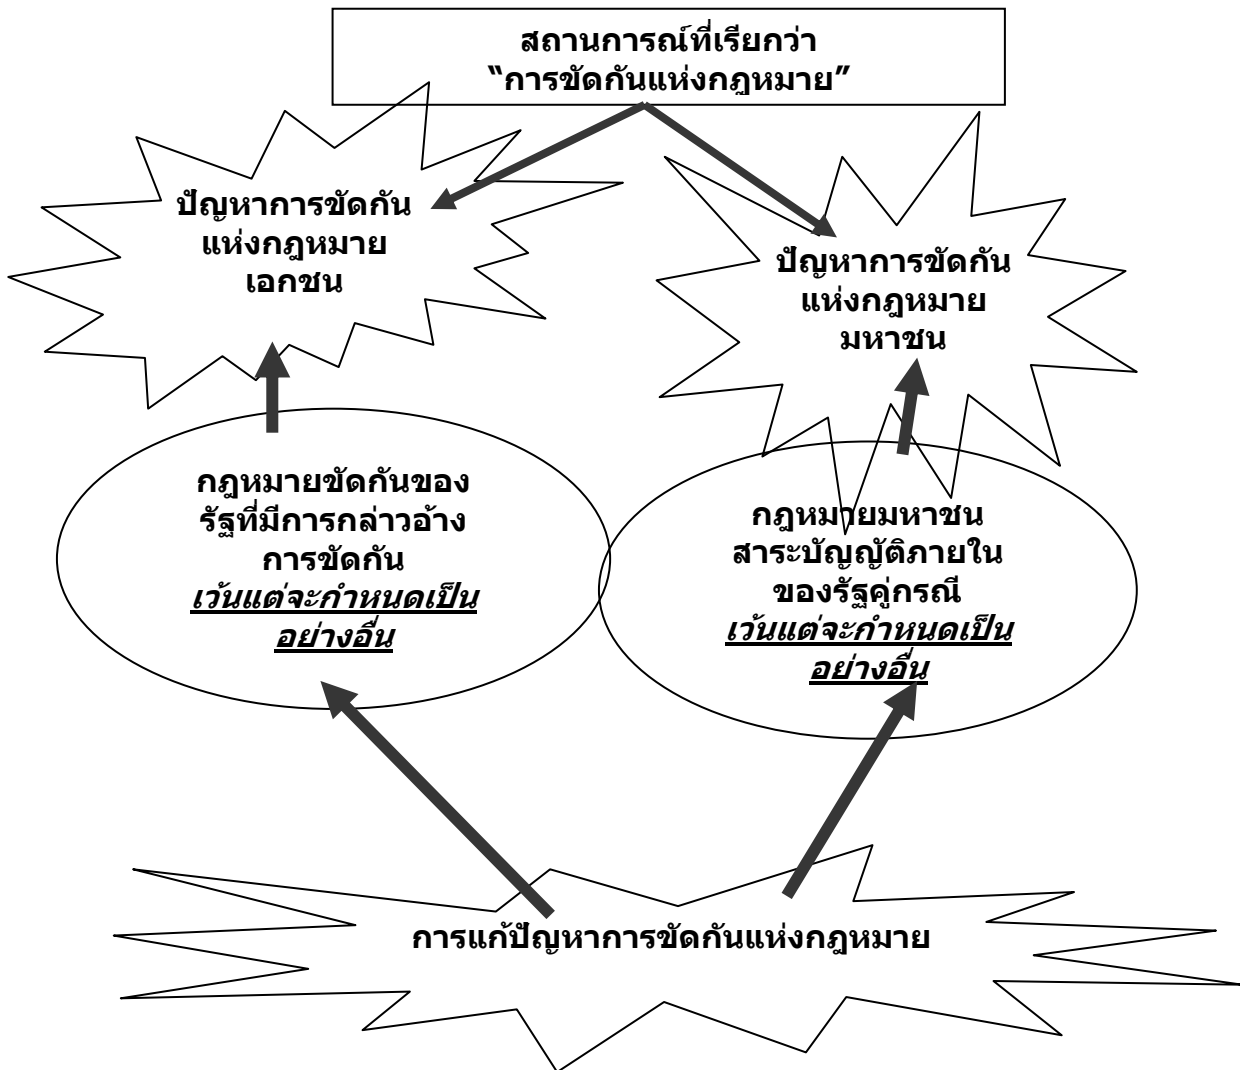 สถานการณ์ที่เรียกว่า
“การขัดกันแห่งกฎหมาย”
ปัญหาการขัดกัน
แห่งกฎหมาย
เอกชน
ปัญหาการขัดกัน
แห่งกฎหมาย
มหาชน
กฎหมายขัดกันของ
รัฐที่มีการกล่าวอ้าง
การขัดกัน
เว้นแต่จะกำหนดเป็น
อย่างอื่น
กฎหมายมหาชน
สาระบัญญัติภายใน
ของรัฐคู่กรณี
เว้นแต่จะกำหนดเป็น
อย่างอื่น
การแก้ปัญหาการขัดกันแห่งกฎหมาย